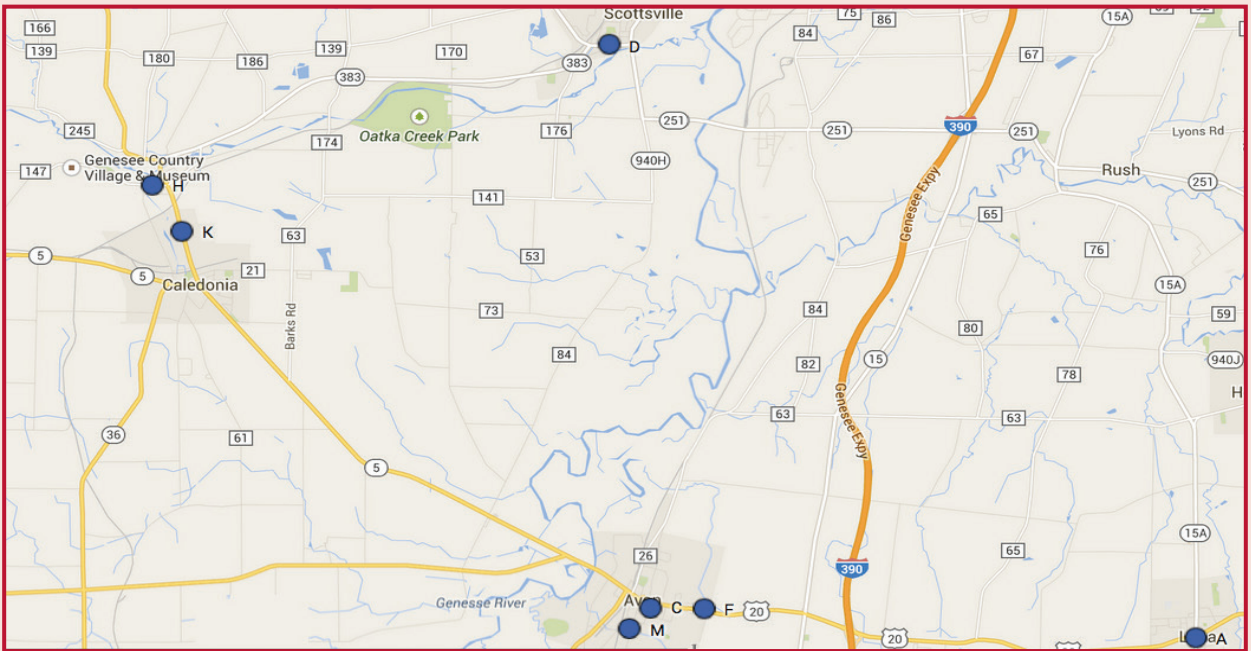 Scottsville
166
75
86
15A
139
139
170
84
D
67
180
186
383
383
Oatka Creek Park
245
174
176
251
251
390
251
Lyons Rd
Genesee Country
Village & Museum
147
H
940H
Rush
251
141
Genesee Expy
65
K
63
5
53
76
5
21
Caledonia
15A
73
84
59
Barks Rd
80
84
82
15
940J
78
H
Genesee Expy
63
63
36
61
5
15A
26
65
390
Genesse River
Avon
C
F
20
M
20
A